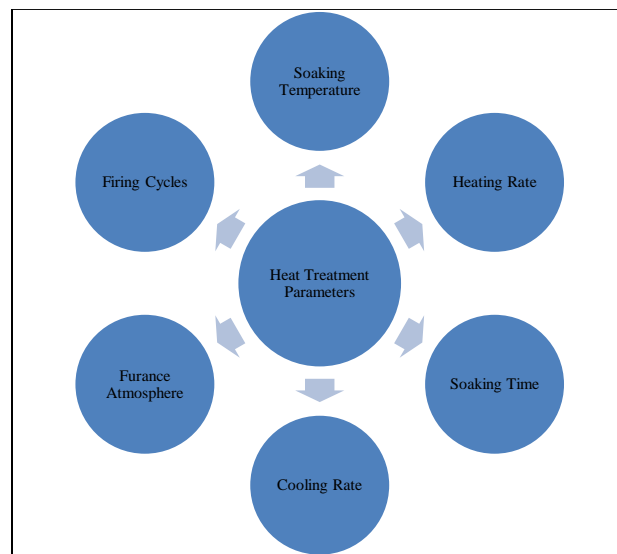 Soaking
Temperature
Firing Cycles
Heating Rate
Heat Treatment
Parameters
Furance
Atmosphere
Soaking Time
Cooling Rate